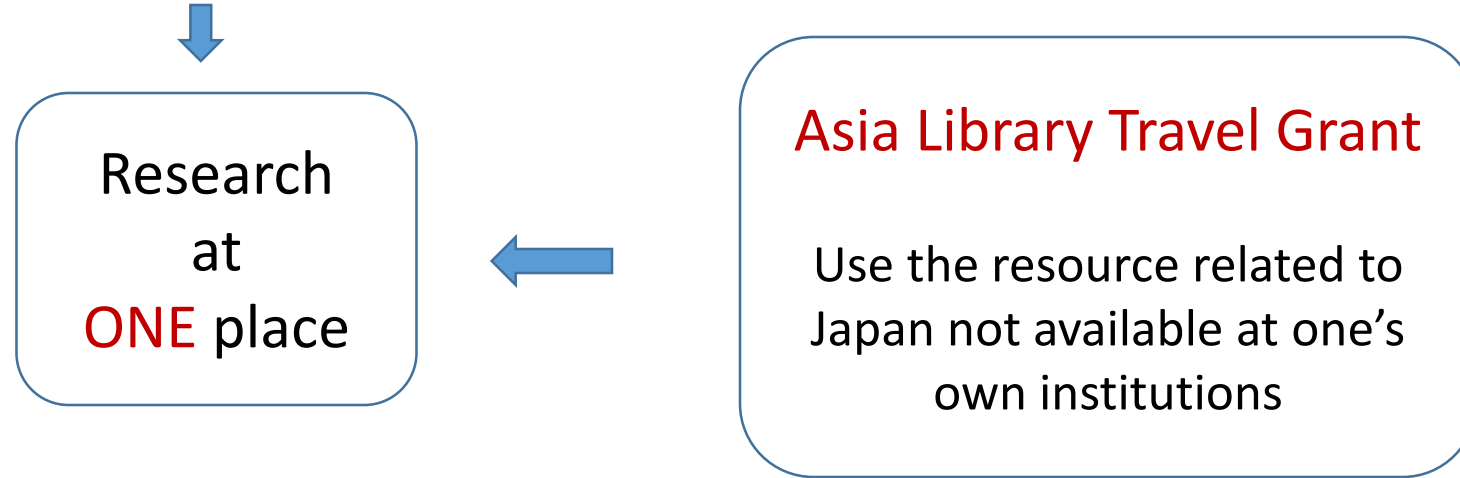 Research
at
ONE place
Asia Library Travel Grant
Use the resource related to
Japan not available at one’s
own institutions